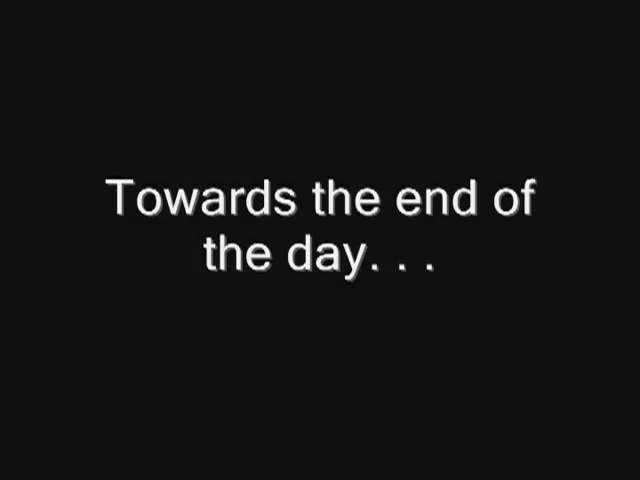 Towards the end of
the day. . .